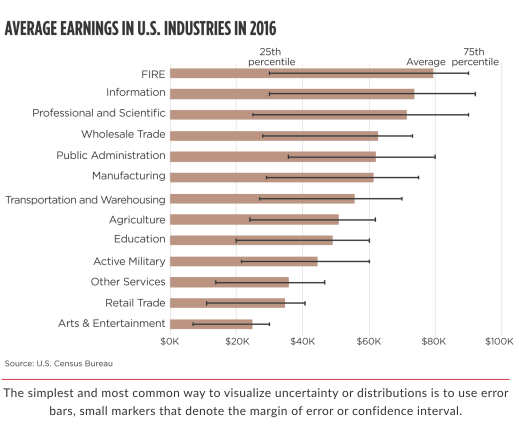 AVERAGE EARNINGS IN U.S. INDUSTRIES IN 2016
25th
percentile
Average
75th
percentile
FIRE
Information
Professional and Scientific
Wholesale Trade
Public Administration
Manufacturing
Transportation and Warehousing
Agriculture
Education
Active Military
Other Services
Retail Trade
Arts & Entertainment
$0K $20K $40K $60K $80K $100K
Source: U.S. Census Bureau
The simplest and most common way to visualize uncertainty or distributions is to use error
bars, small markers that denote the margin of error or confidence interval.